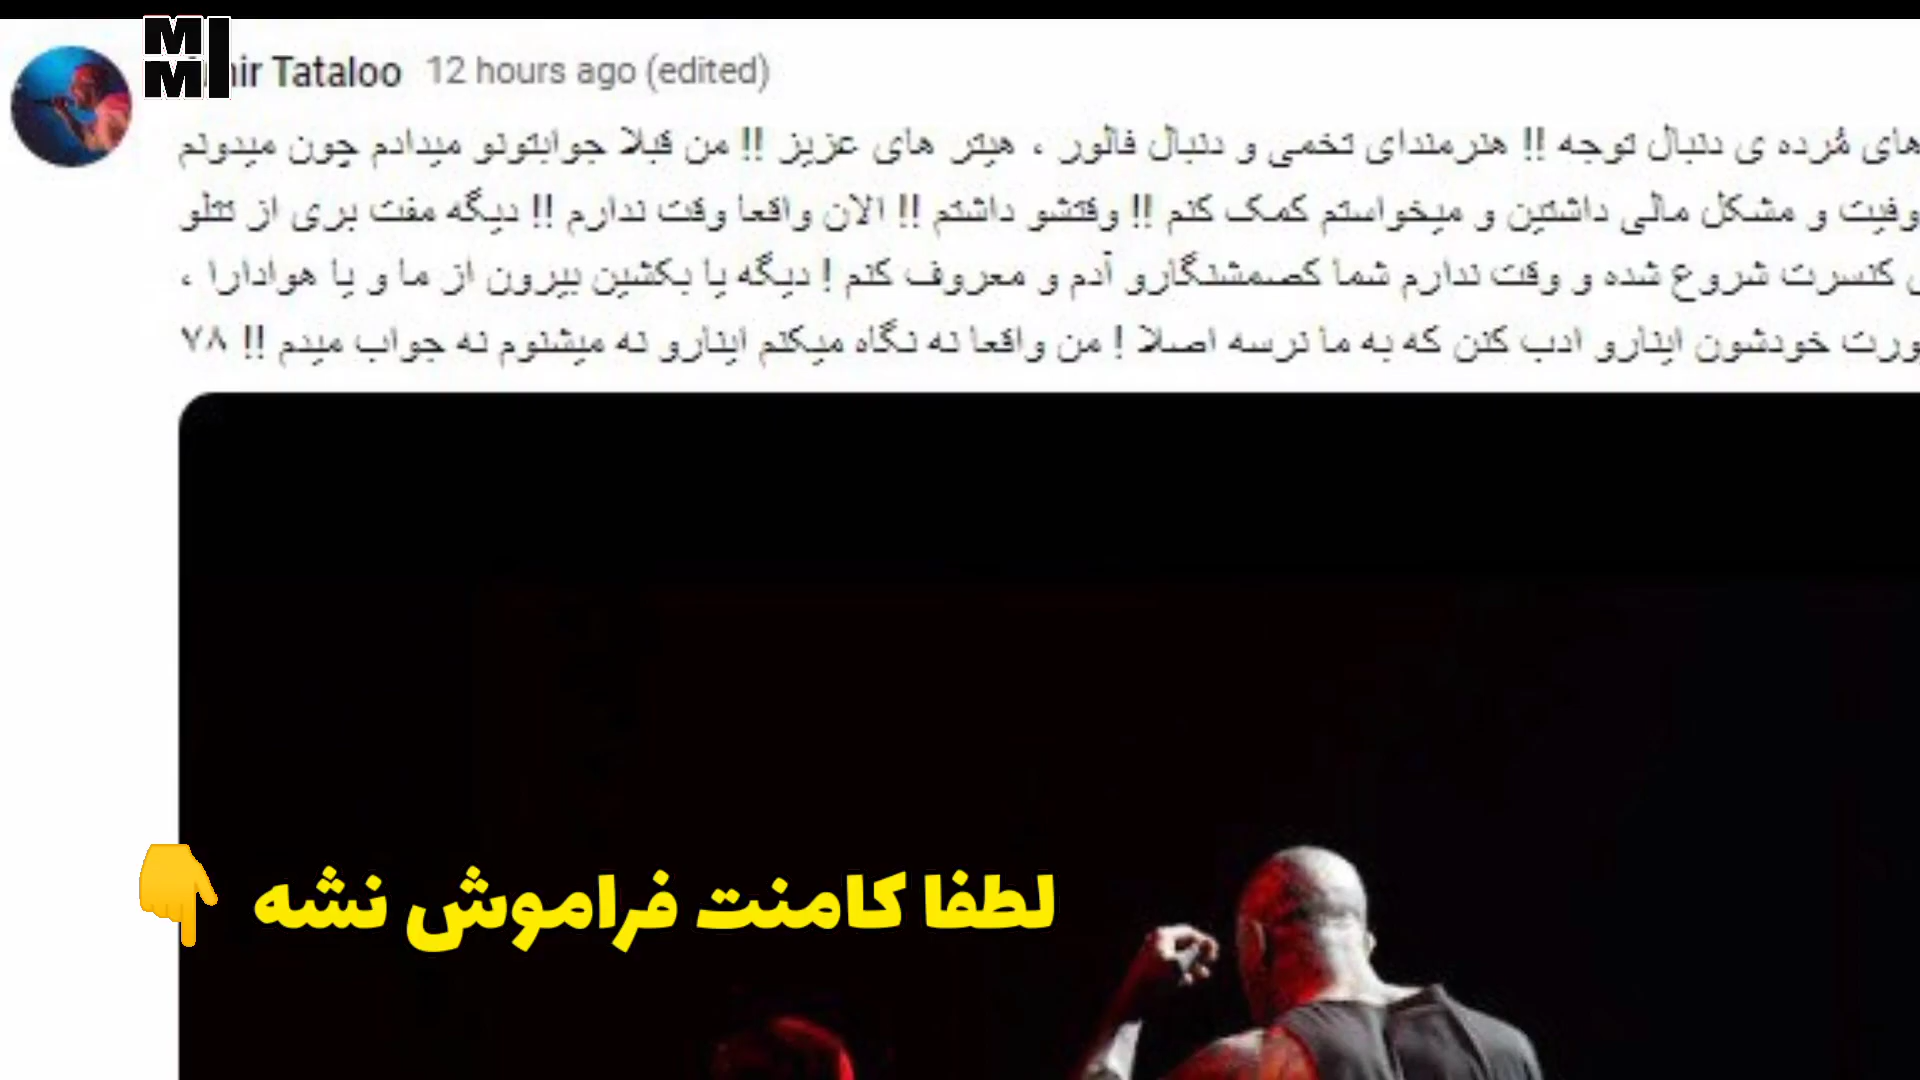 MMI
ir Tataloo 12 hours ago (edited)
های مُرده ی دنبال توجه !! هنرمندای تخمی و دنبال فالور ، هیتر های عزیز !! من قبلا جوابتونو میدادم چون میدونم
وفیت و مشکل مالی داشتین و میخواستم کمک کنم !! وقتشو داشتم !! الان واقعا وقت ندارم !! دیگه مفت بری از تتلو
کنسرت شروع شده و وقت ندارم شما کصمشنگارو آدم و معروف کنم ! دیگه یا بکشین بیرون از ما و یا هوادارا ،
ورت خودشون اینارو ادب کنن که به ما نرسه اصلا ! من واقعا نه نگاه میکنم اینارو نه میشنوم نه جواب میدم !! ۷۸
لطفا کامنت فراموش نشه